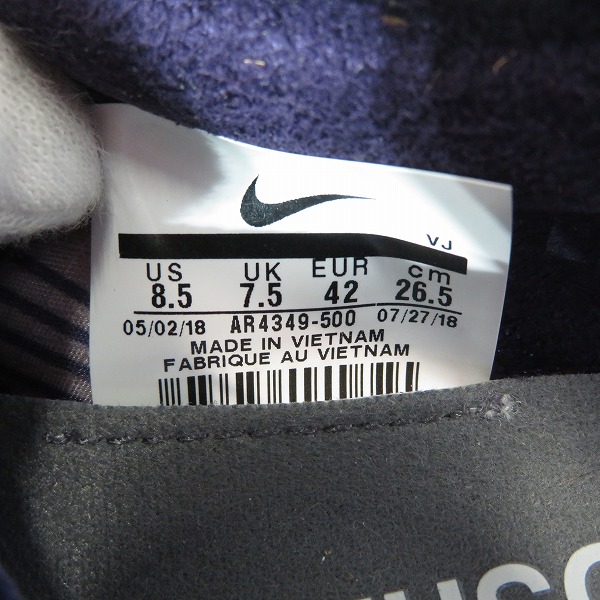 VJ
US UK EUR cm
8.5 7.5 42 26.5
05/02/18 AR4349-500 07/27/18
MADE IN VIETNAM
FABRIQUE AU VIETNAM